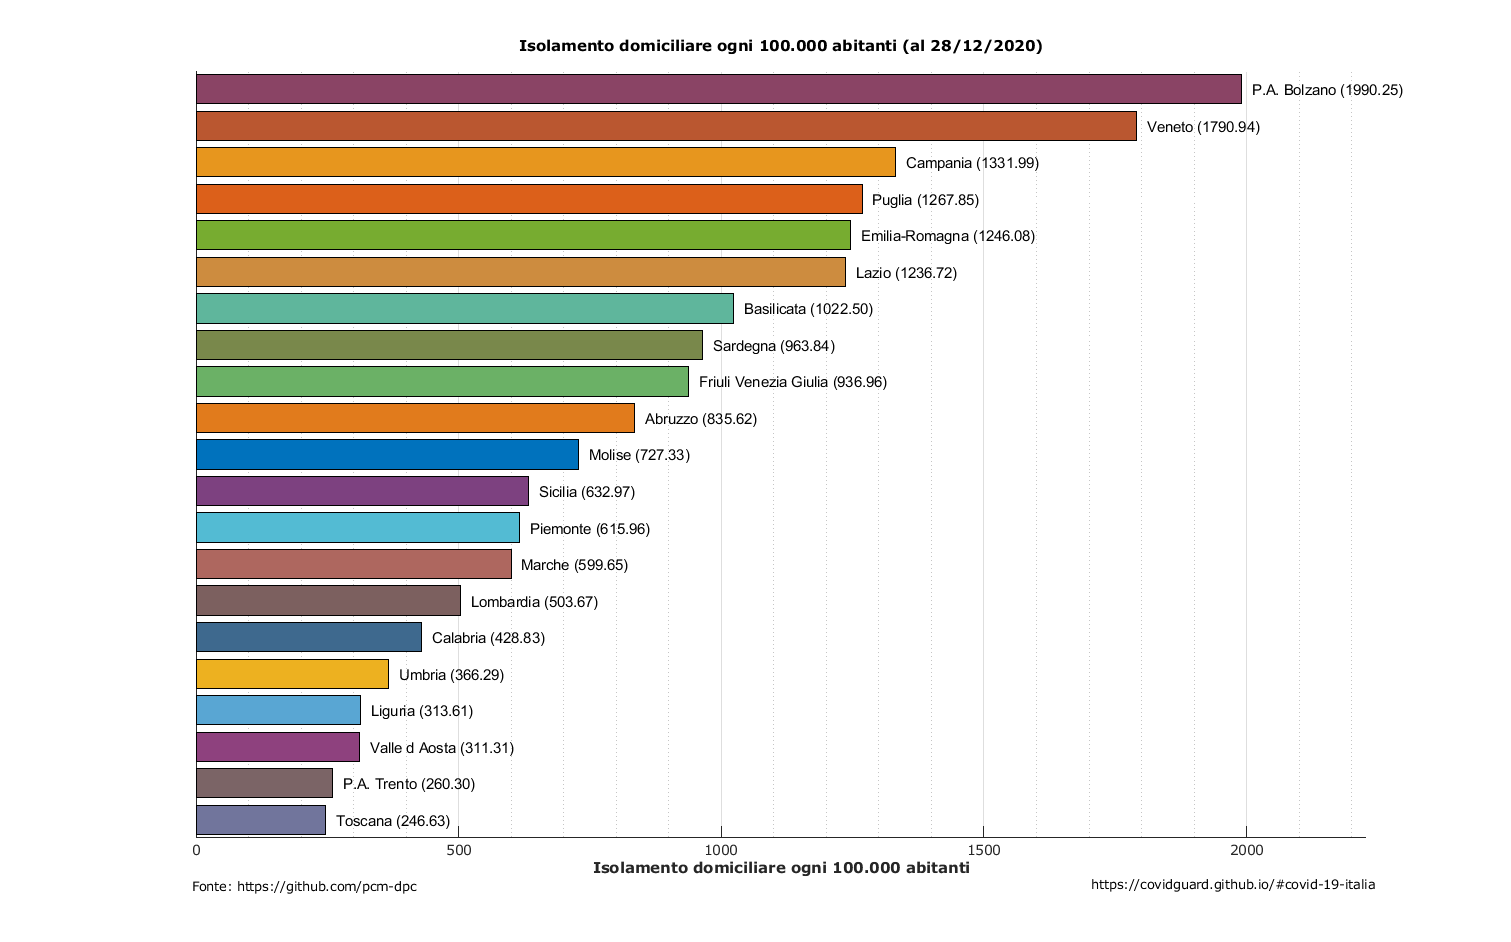 Isolamento domiciliare ogni 100.000 abitanti (al 28/12/2020)
P.A. Bolzano (1990.25)
Veneto (1790.94)
Campania (1331.99)
Puglia (1267.85)
Emilia-Romagna (1246.08)
Lazio (1236.72)
Basilicata (1022.50)
Sardegna (963.84)
Friuli Venezia Giulia (936.96)
Abruzzo (835.62)
Molise (727.33)
Sicilia (632.97)
Piemonte (615.96)
Marche (599.65)
Lombardia (503.67)
Calabria (428.83)
Umbria (366.29)
Liguria (313.61)
Valle d Aosta (311.31)
P.A. Trento (260.30)
Toscana (246.63)
0 500 1000 1500 2000
Isolamento domiciliare ogni 100.000 abitanti
Fonte: https://github.com/pcm-dpc
https://covidguard.github.io/#covid-19-italia